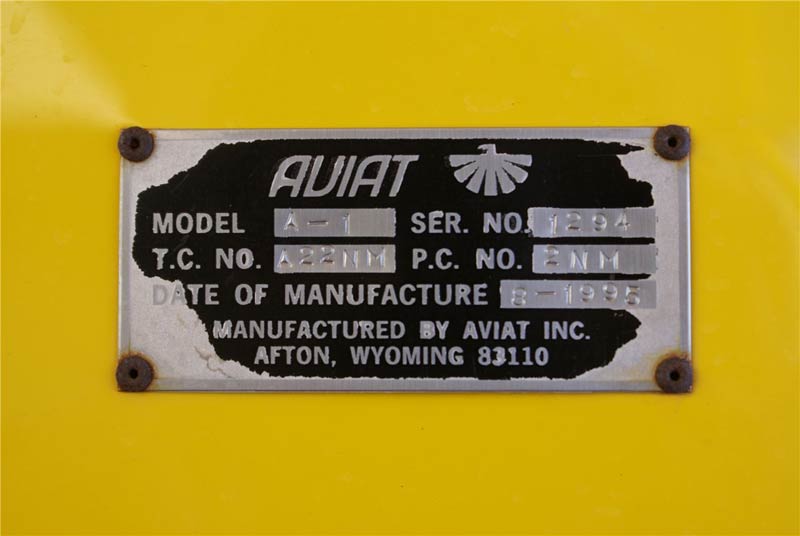 AVIAT
MODEL A-1 SER. NO. 1294
T.C. NO. A22NM P.C. NO. 2NM
DATE OF MANUFACTURE 8-1995
MANUFACTURED BY AVIAT INC.
AFTON, WYOMING 83110